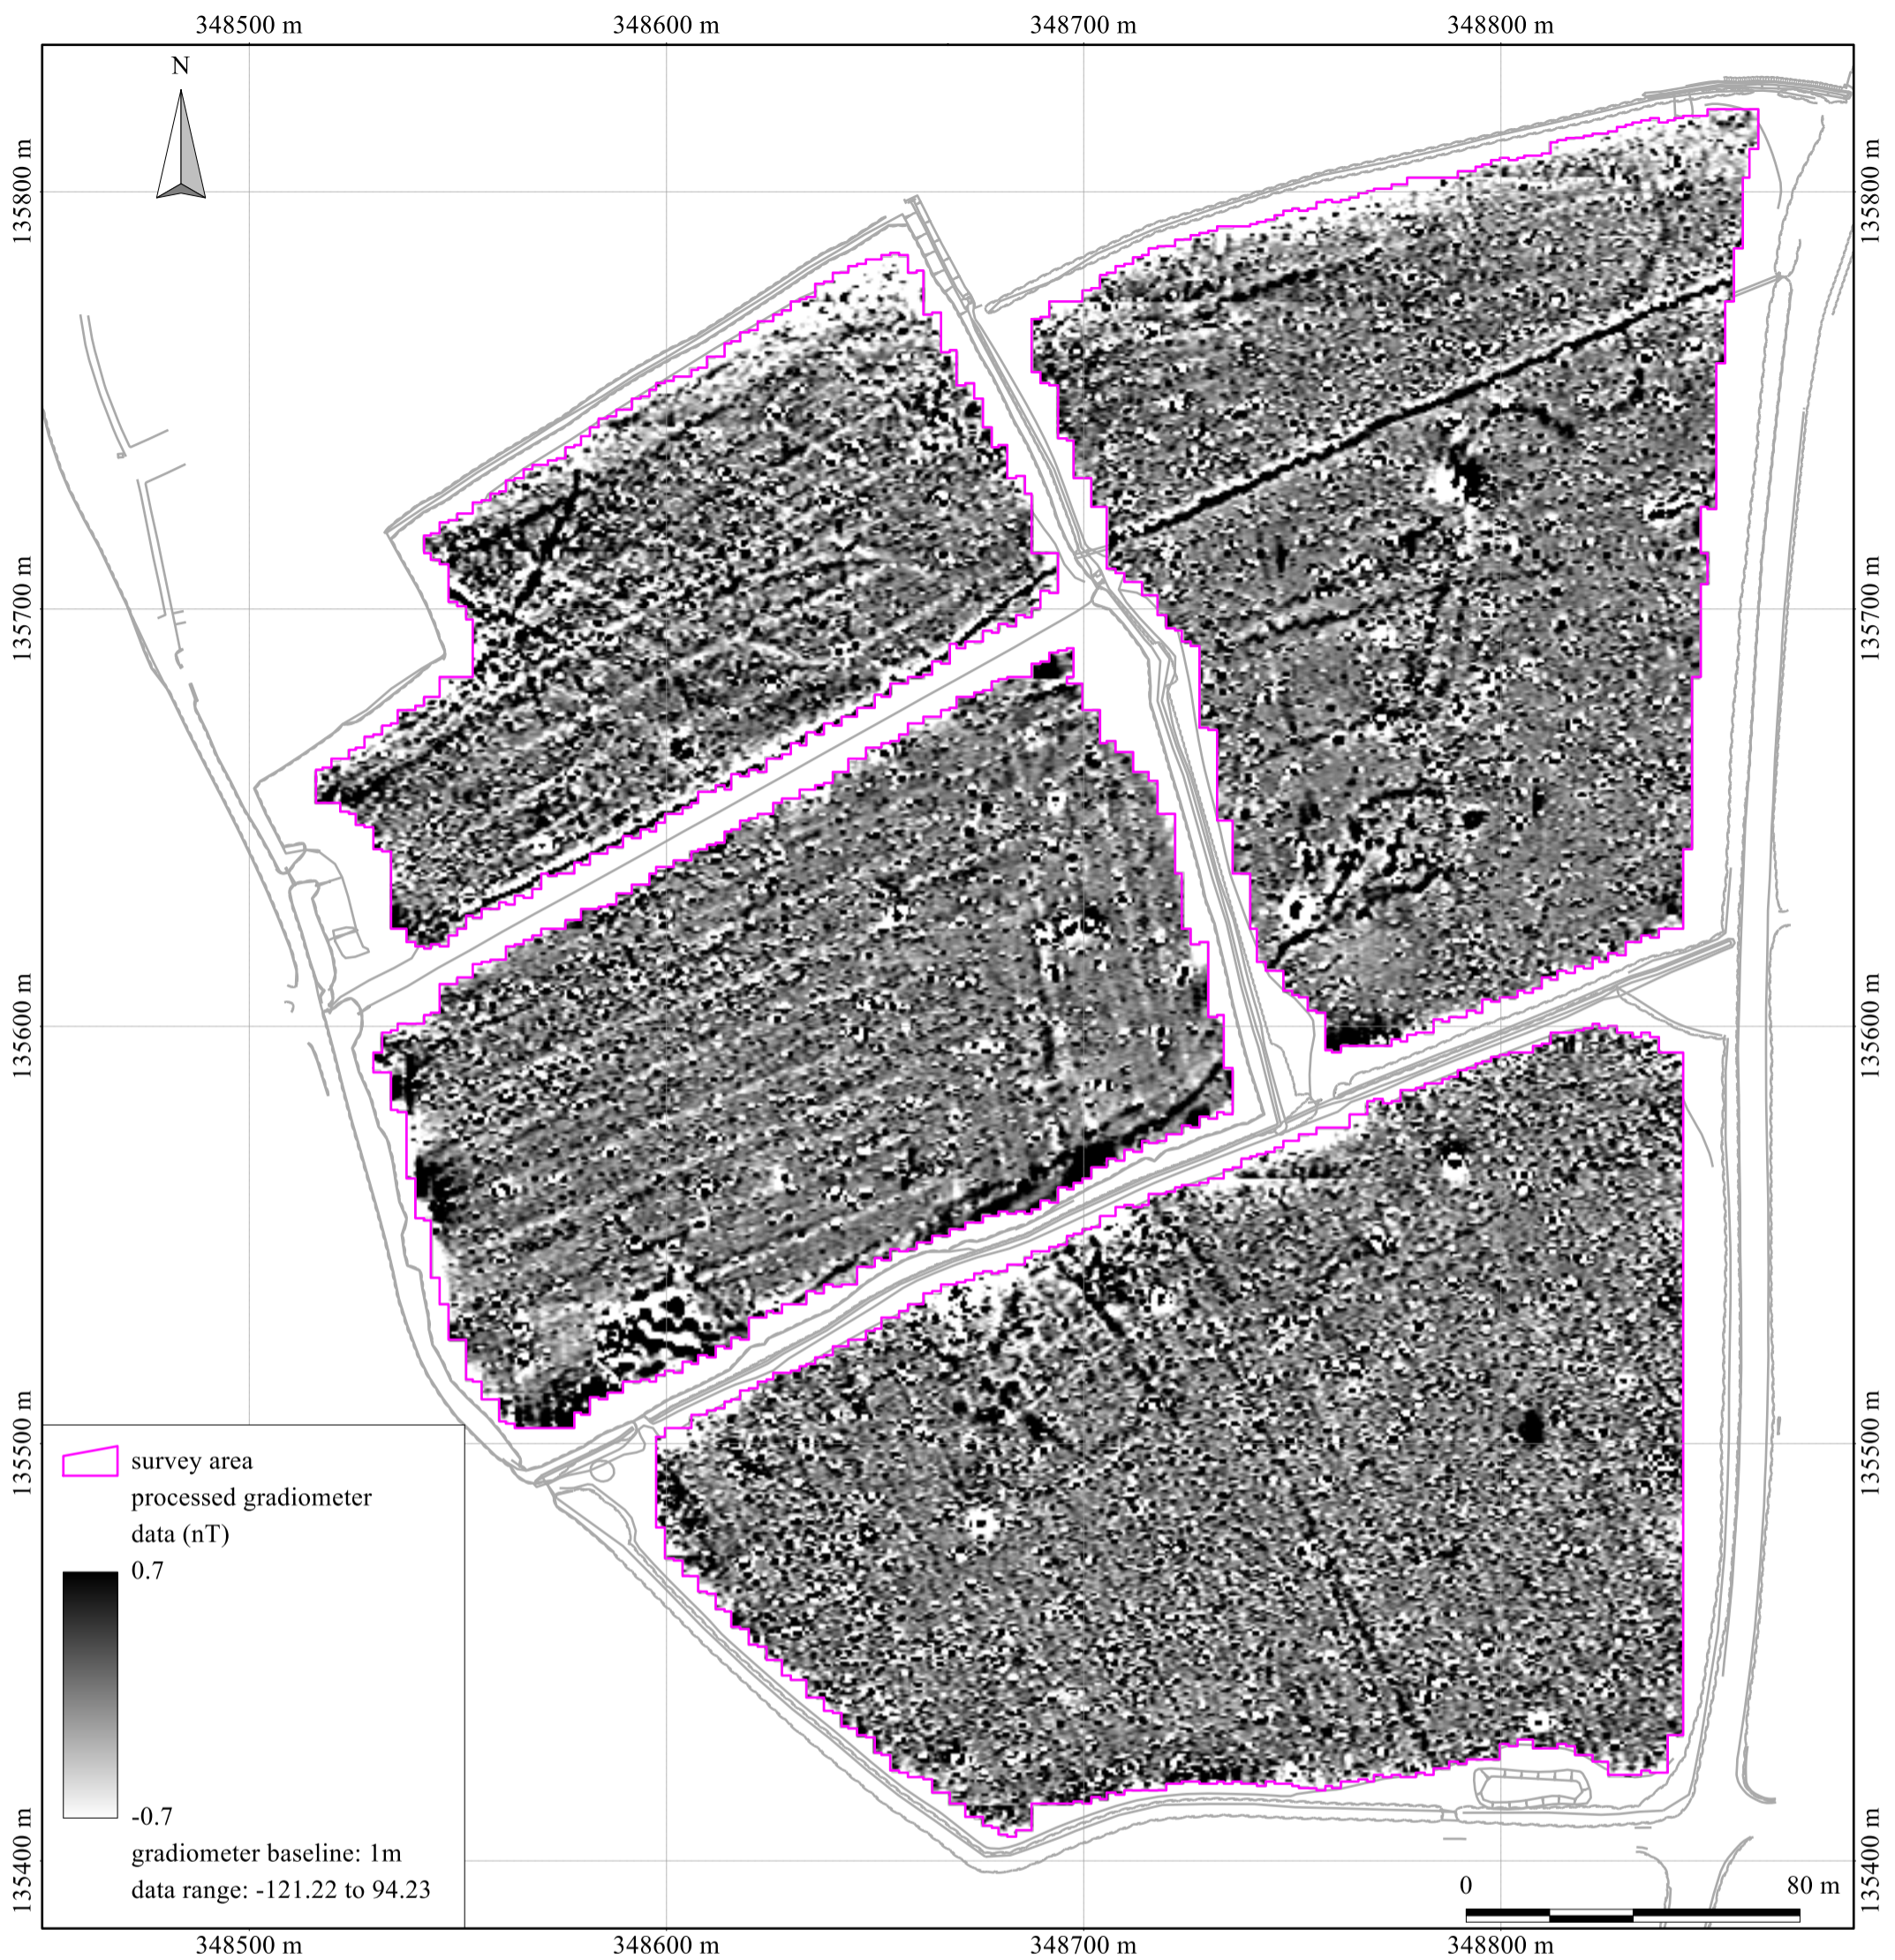 348500 m
348600 m
348700 m
348800 m
N
135800 m
135800 m
135700 m
135700 m
135600 m
135600 m
135500 m
135500 m
135400 m
135400 m
survey area
processed gradiometer
data (nT)
0.7
-0.7
gradiometer baseline: 1m
data range: -121.22 to 94.23
0
80 m
348500 m
348600 m
348700 m
348800 m